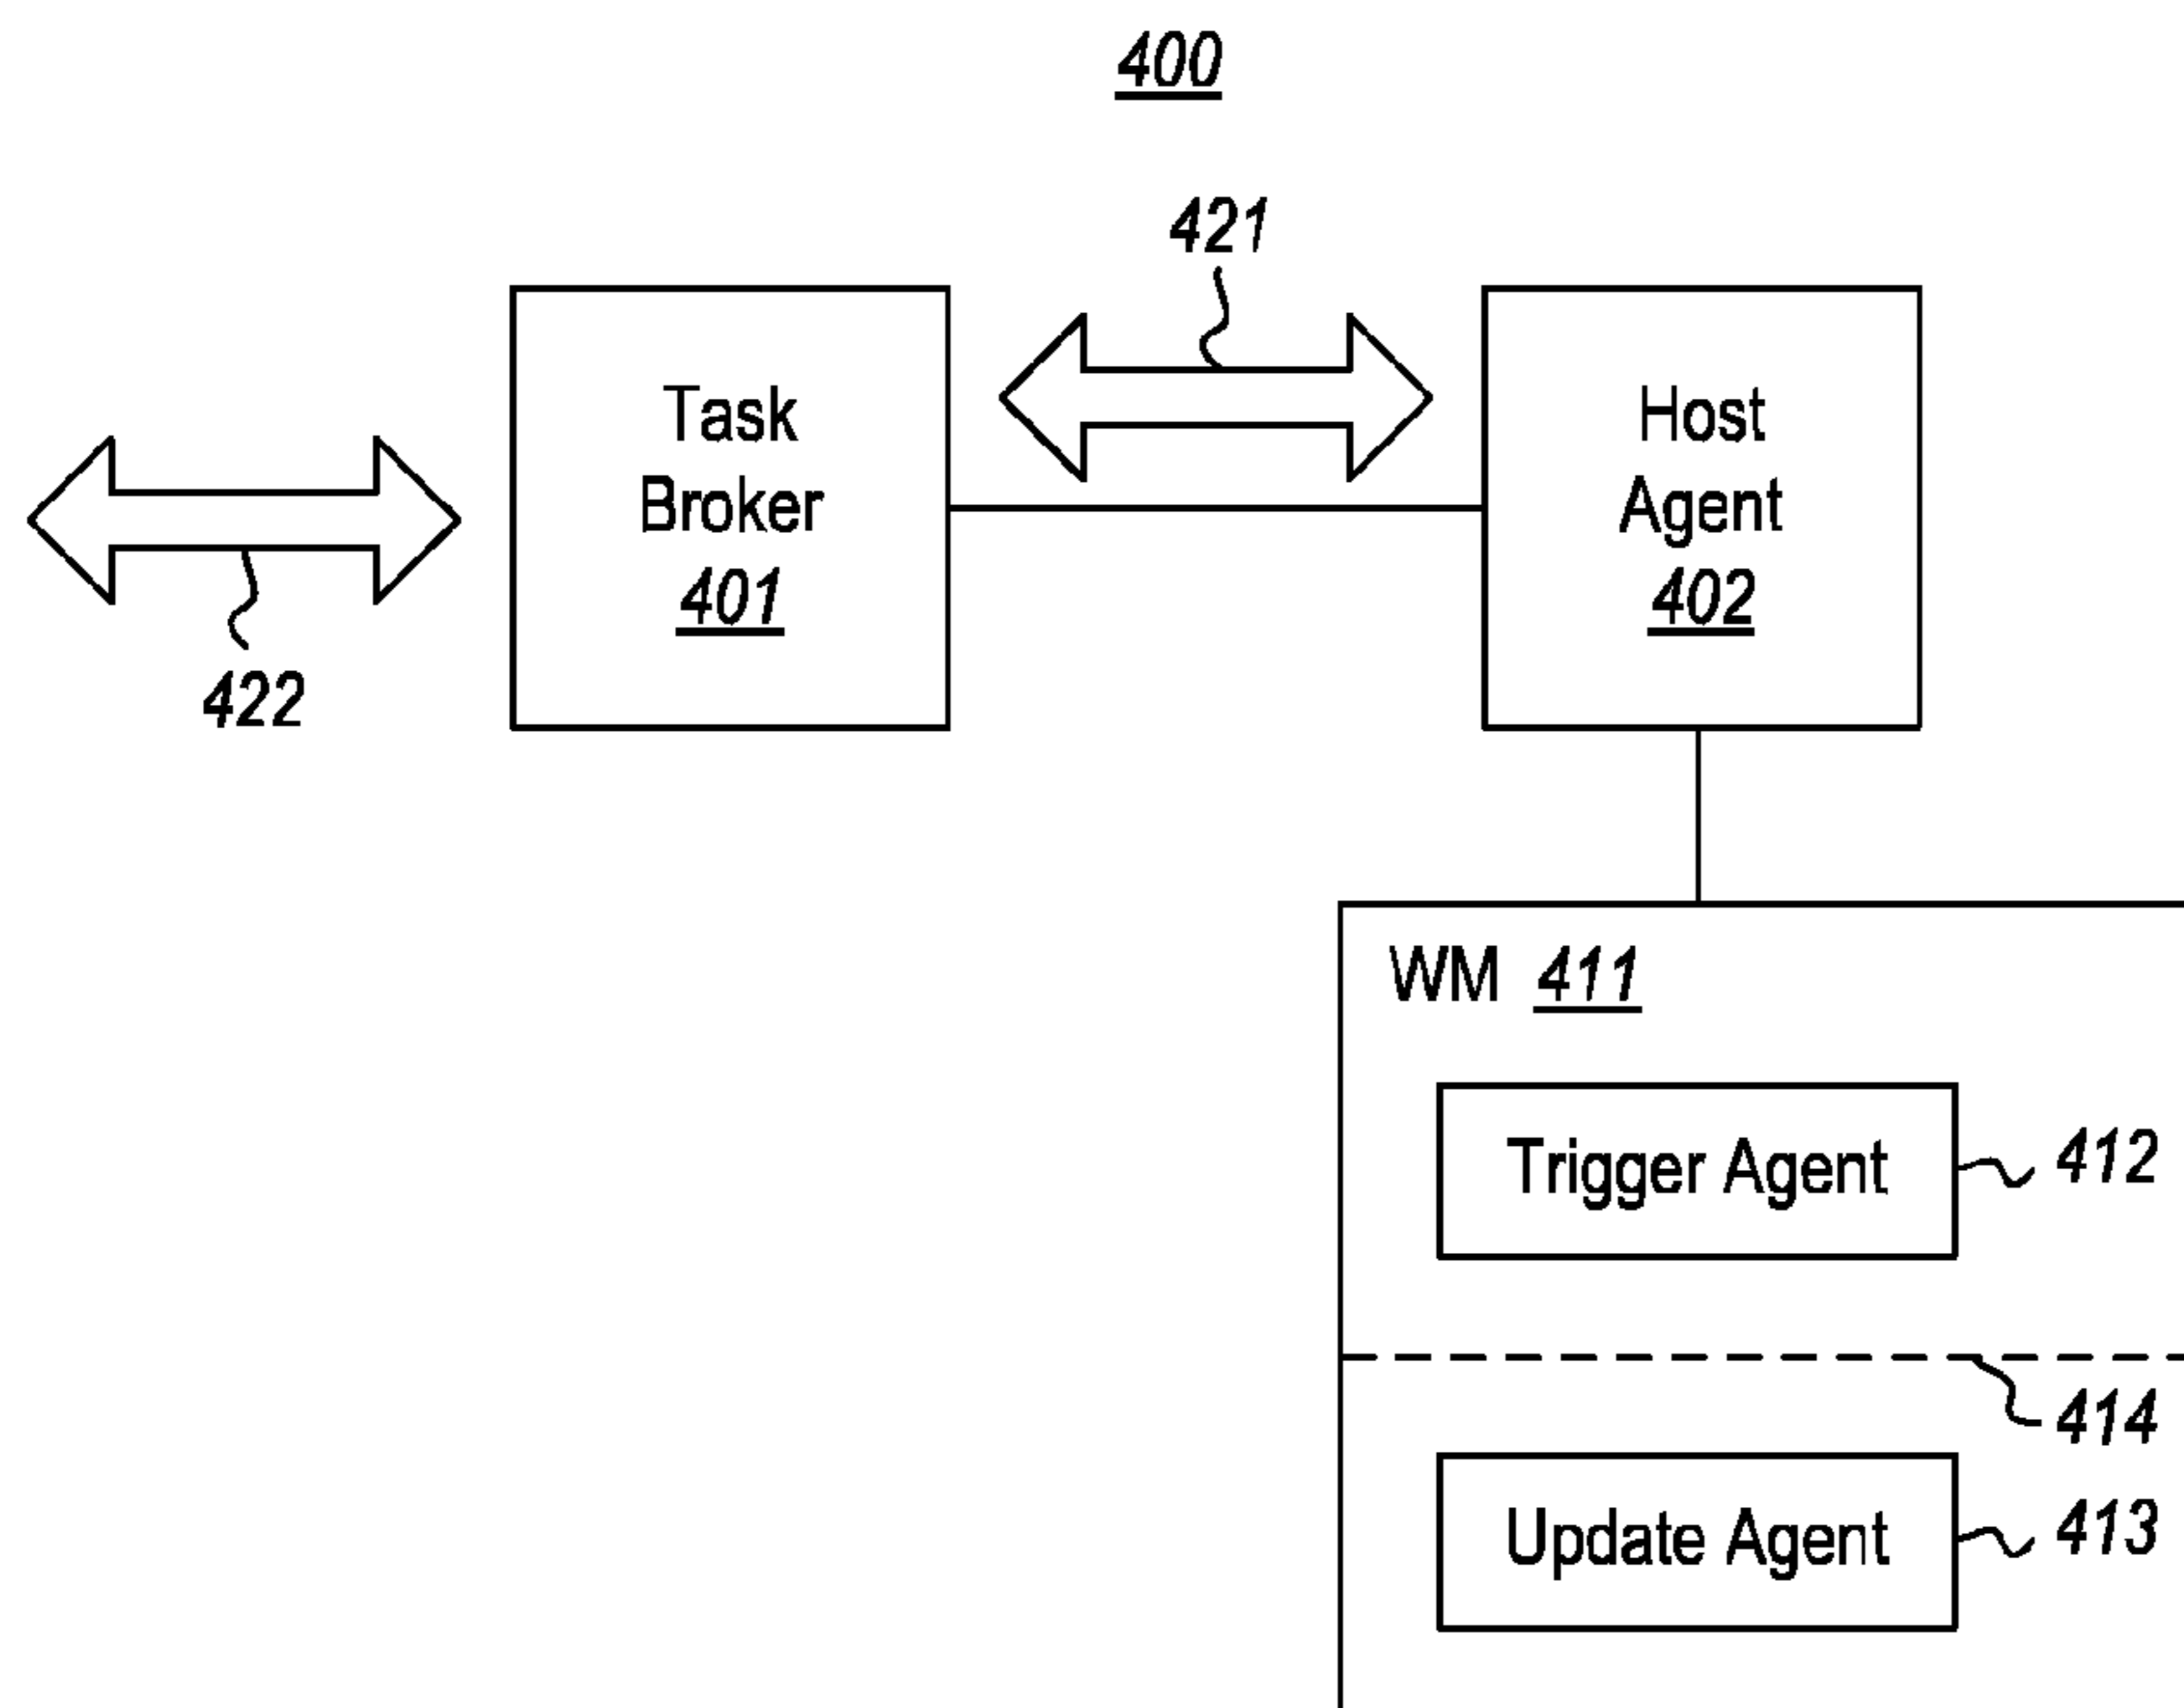 400
421
Task
Broker
401
Host
Agent
402
422
WM 411
Trigger Agent
412
414
Update Agent
413